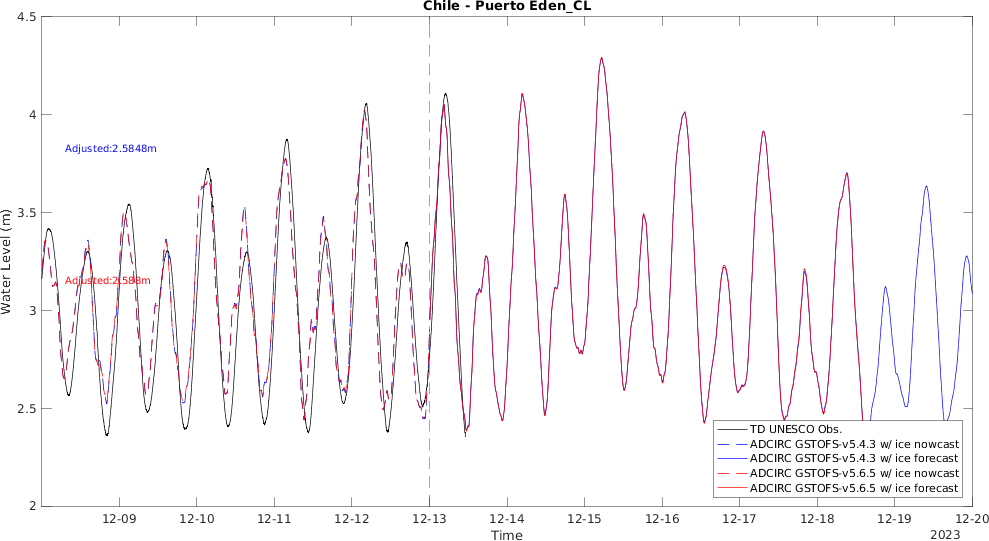 Chile - Puerto Eden_CL
4.5
4
3.5
3
2.5
2
Water Level (m)
Adjusted:2.5848m
Adjusted:2.588m
12-09
12-10
12-11
12-12
12-13
12-14
12-15
12-16
12-17
12-18
12-19
12-20
2023
Time
TD UNESCO Obs.
ADCIRC GSTOFS-v5.4.3 w/ ice nowcast
ADCIRC GSTOFS-v5.4.3 w/ ice forecast
ADCIRC GSTOFS-v5.6.5 w/ ice nowcast
ADCIRC GSTOFS-v5.6.5 w/ ice forecast